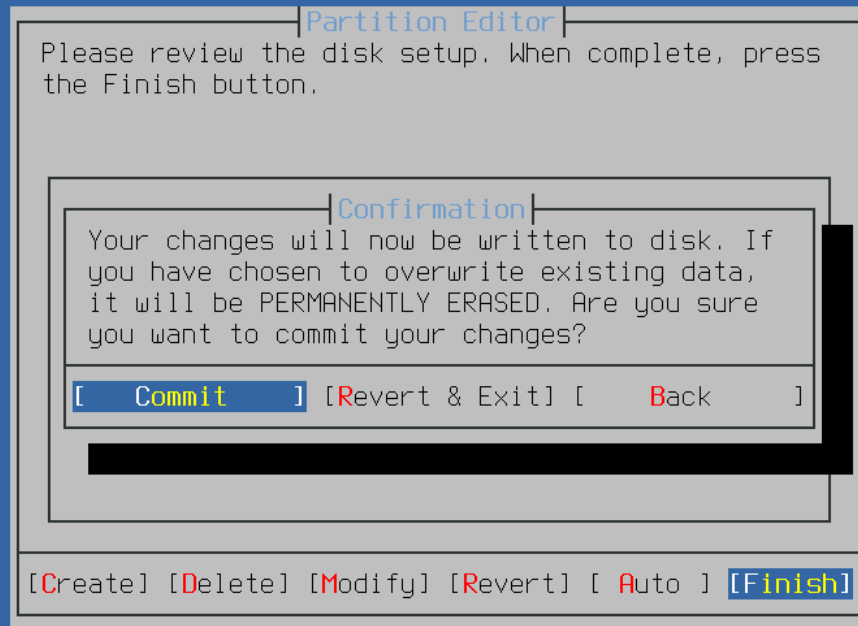 Partition Editor
Please review the disk setup. When complete, press
the Finish button.
Confirmation
Your changes will now be written to disk. If
you have chosen to overwrite existing data,
it will be PERMANENTLY ERASED. Are you sure
you want to commit your changes?
[ Commit ] [Revert & Exit] [ Back ]
[Create] [Delete] [Modify] [Revert] [ Auto ] [Finish]